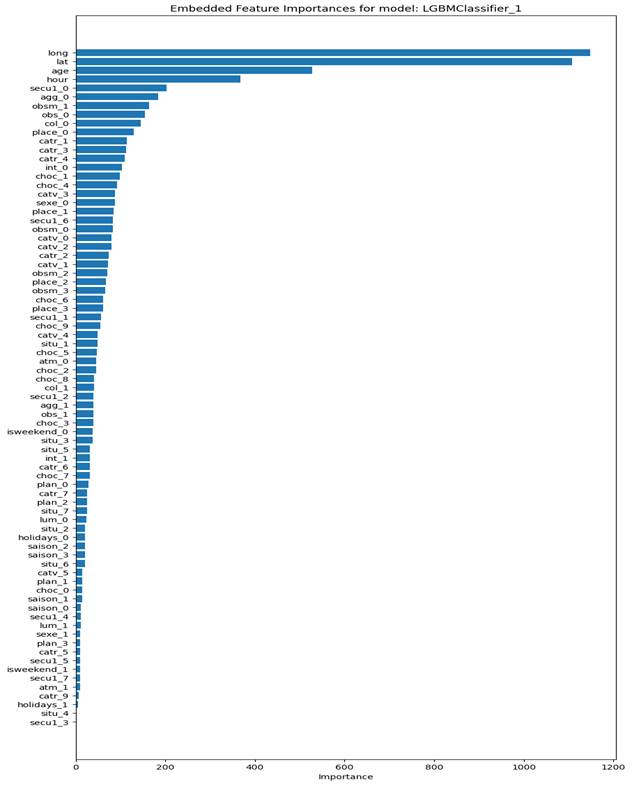 Embedded Feature Importances for model: LGBMClassifier_1
long
lat
age
hour
secu1_0
agg_0
obsm_1
obs_0
col_0
place_0
catr_1
catr_3
catr_4
int_0
choc_1
choc_4
catv_3
sexe_0
place_1
secu1_6
obsm_0
catv_0
catv_2
catr_2
catv_1
obsm_2
place_2
obsm_3
choc_6
place_3
secu1_1
choc_9
catv_4
situ_1
choc_5
atm_0
choc_2
choc_8
col_1
secu1_2
agg_1
obs_1
choc_3
isweekend_0
situ_3
situ_5
int_1
catr_6
choc_7
plan_0
catr_7
plan_2
situ_7
lum_0
situ_2
holidays_0
saison_2
saison_3
situ_6
catv_5
plan_1
choc_0
saison_1
saison_0
secu1_4
lum_1
sexe_1
plan_3
catr_5
secu1_5
isweekend_1
secu1_7
atm_1
catr_9
holidays_1
situ_4
secu1_3
0 200 400 600 800 1000 1200
Importance